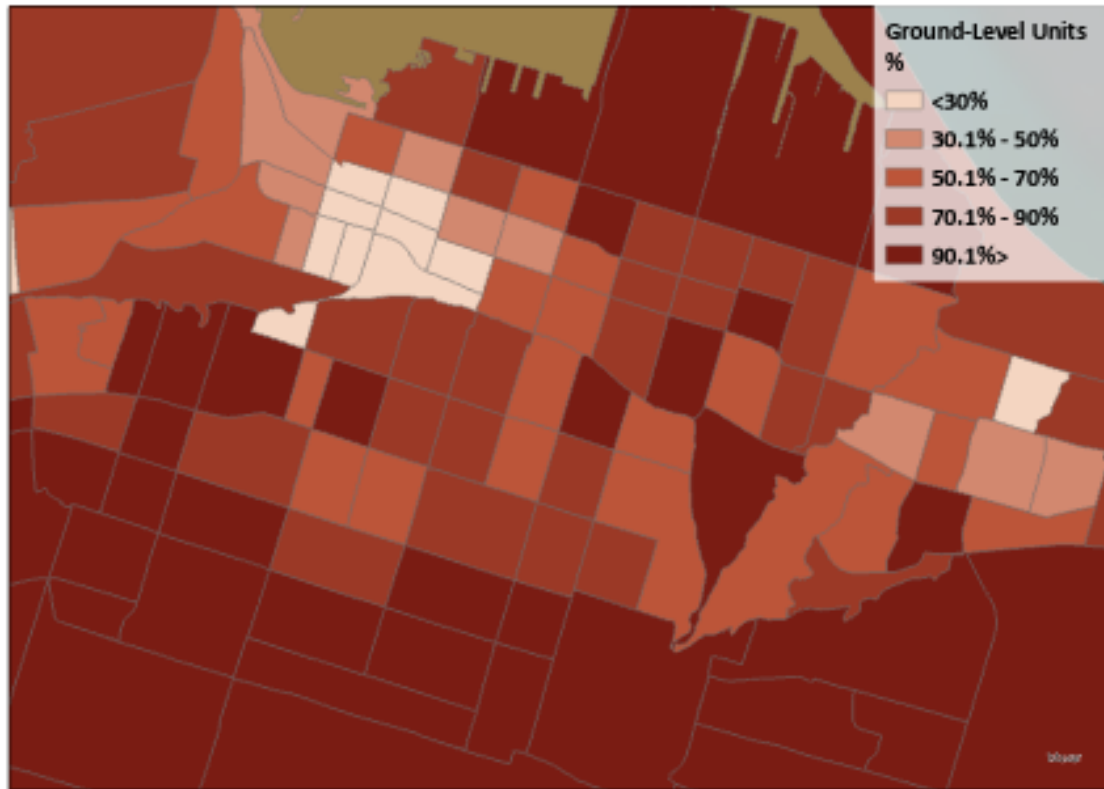 Ground-Level Units
%
<30%
30.1% - 50%
50.1% - 70%
70.1% - 90%
90.1%>